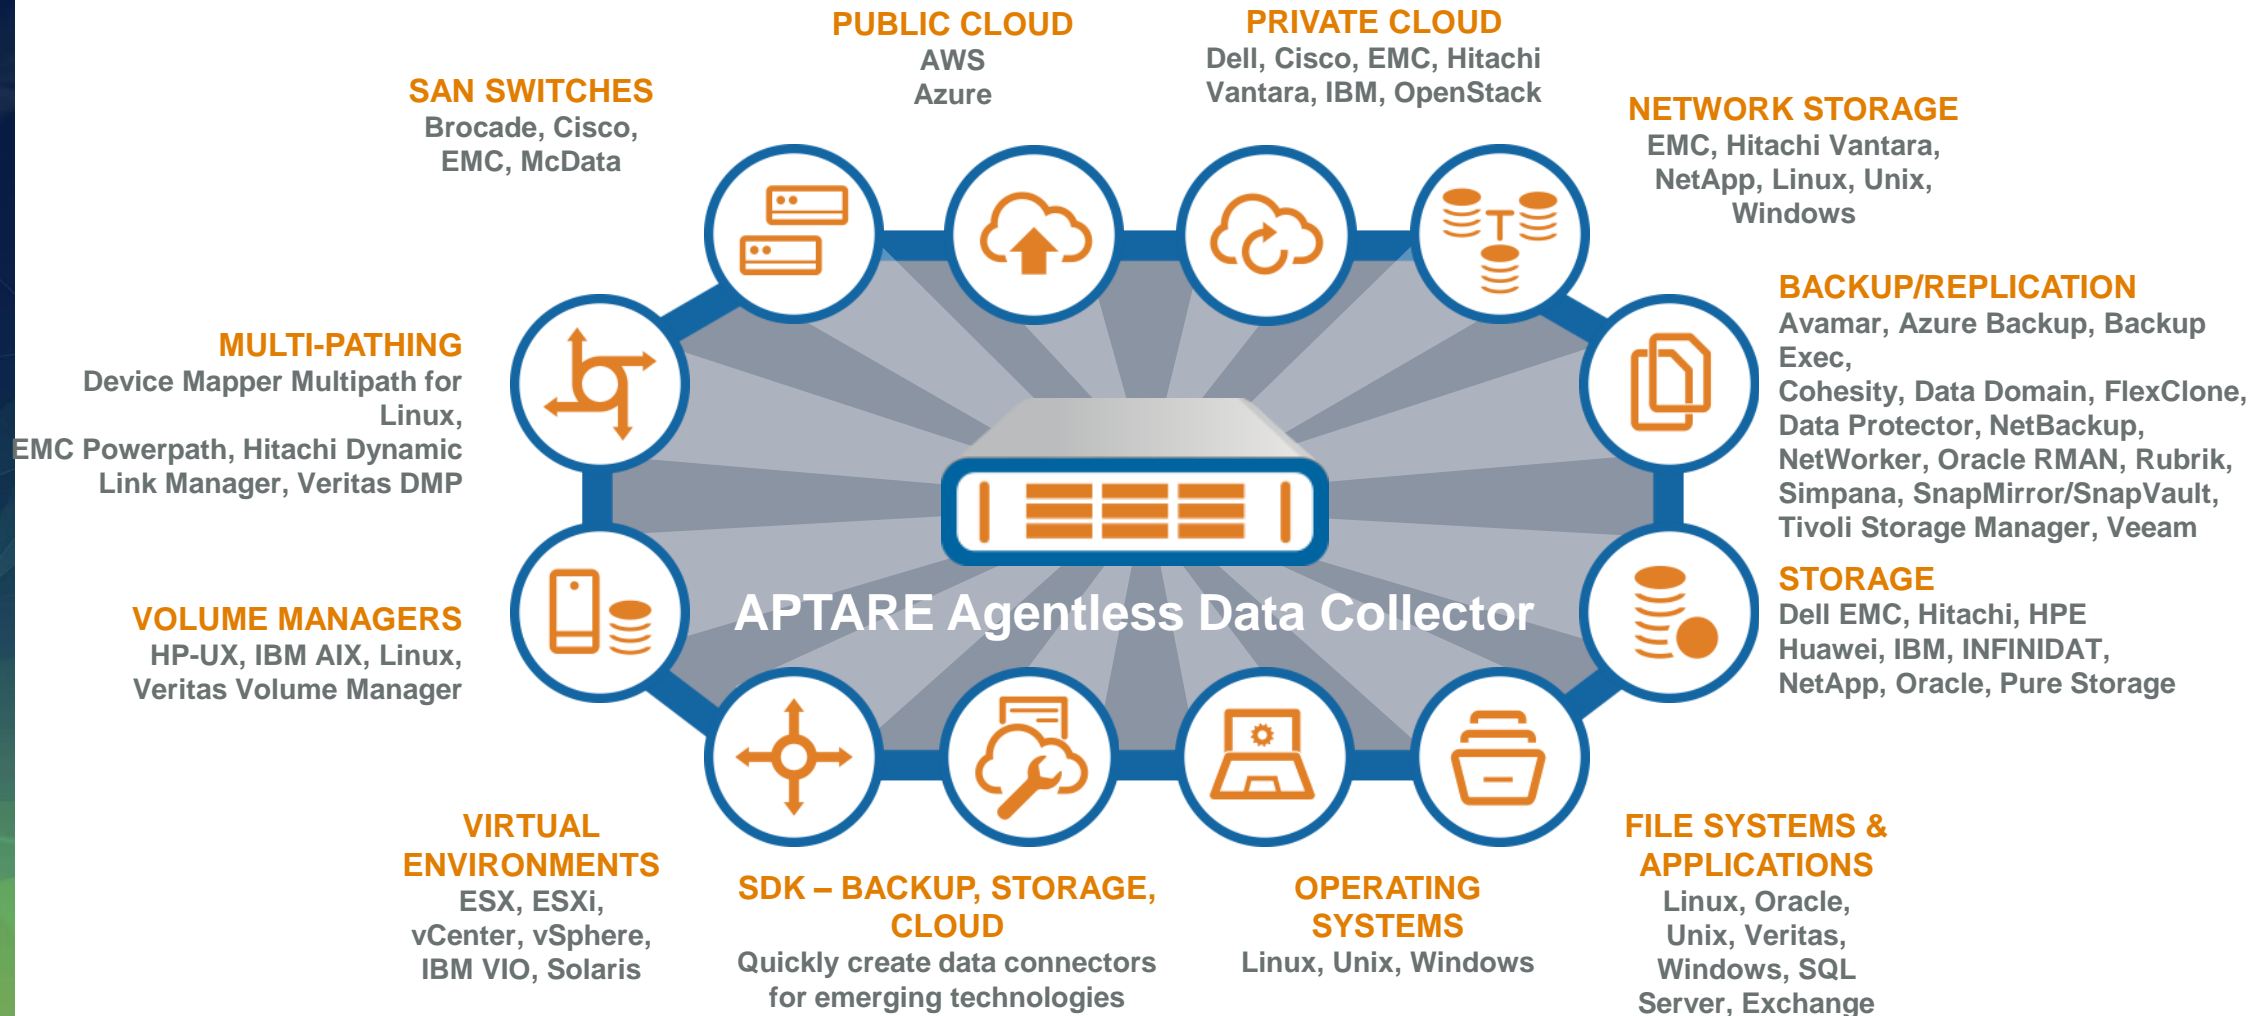 PUBLIC CLOUD
AWS
Azure
PRIVATE CLOUD
Dell, Cisco, EMC, Hitachi
Vantara, IBM, OpenStack
SAN SWITCHES
Brocade, Cisco,
EMC, McData
NETWORK STORAGE
EMC, Hitachi Vantara,
NetApp, Linux, Unix,
Windows
MULTI-PATHING
Device Mapper Multipath for
Linux,
EMC Powerpath, Hitachi Dynamic
Link Manager, Veritas DMP
BACKUP/REPLICATION
Avamar, Azure Backup, Backup
Exec,
Cohesity, Data Domain, FlexClone,
Data Protector, NetBackup,
NetWorker, Oracle RMAN, Rubrik,
Simpana, SnapMirror/SnapVault,
Tivoli Storage Manager, Veeam
APTARE Agentless Data Collector
VOLUME MANAGERS
HP-UX, IBM AIX, Linux,
Veritas Volume Manager
STORAGE
Dell EMC, Hitachi, HPE
Huawei, IBM, INFINIDAT,
NetApp, Oracle, Pure Storage
VIRTUAL
ENVIRONMENTS
ESX, ESXi,
vCenter, vSphere,
IBM VIO, Solaris
SDK – BACKUP, STORAGE,
CLOUD
Quickly create data connectors
for emerging technologies
OPERATING
SYSTEMS
Linux, Unix, Windows
FILE SYSTEMS &
APPLICATIONS
Linux, Oracle,
Unix, Veritas,
Windows, SQL
Server, Exchange